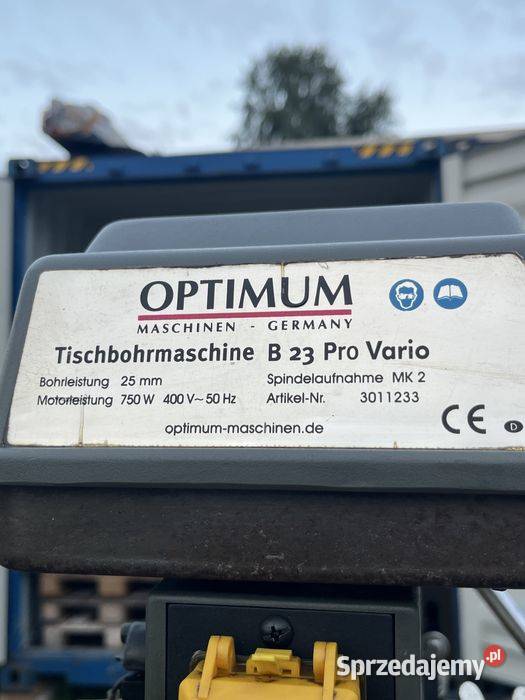 OPTIMUM
MASCHINEN - GERMANY
Tischbohrmaschine B 23 Pro Vario
Bohrleistung 25 mm Spindelaufnahme MK 2
Motorleistung 750 W 400 V~ 50 Hz Artikel-Nr. 3011233
optimum-maschinen.de
CE D
Sprzedajemy.pl